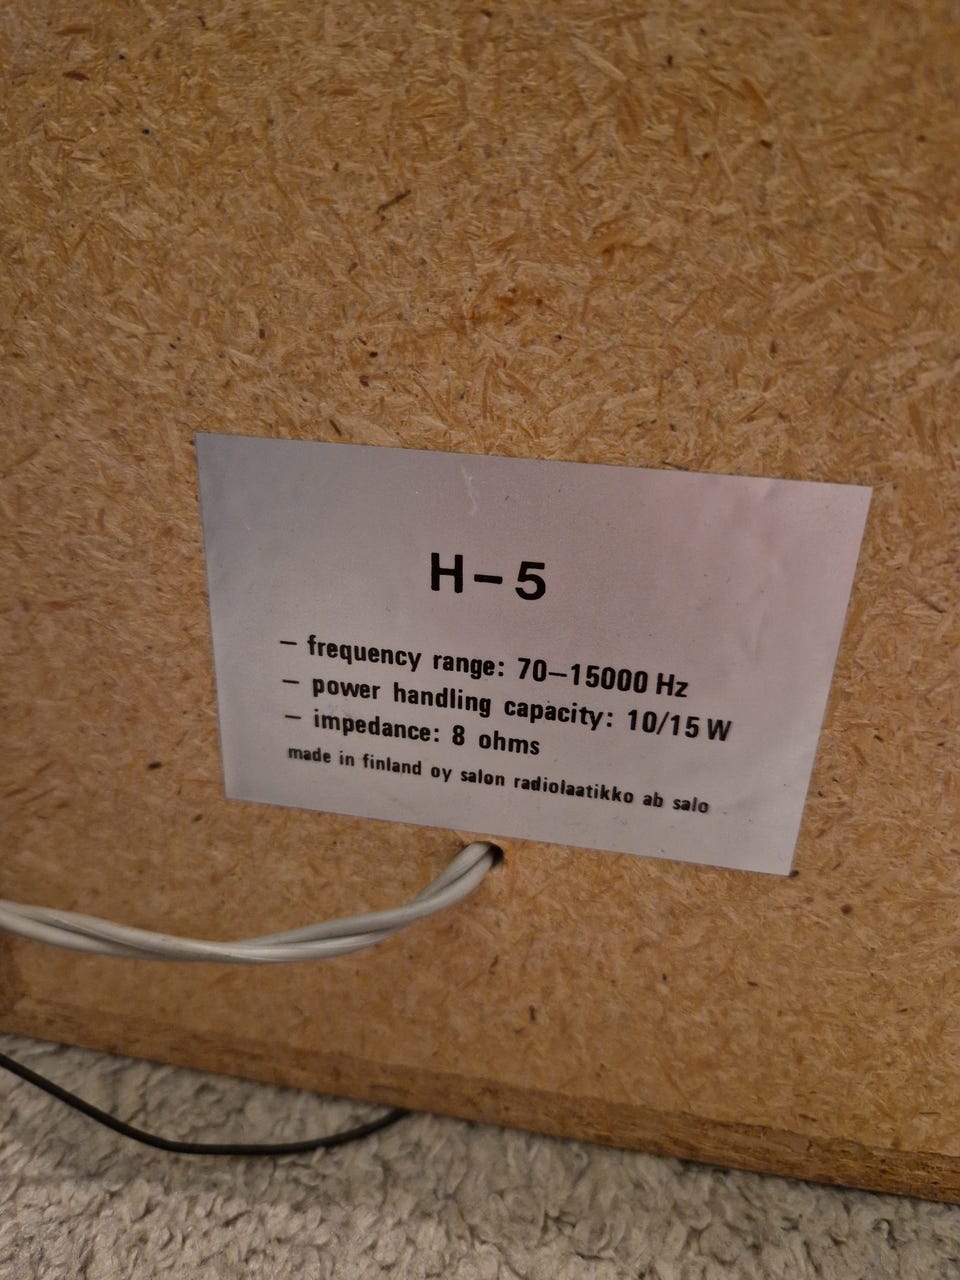 H-5
- frequency range: 70-15000 Hz
- power handling capacity: 10/15 W
- impedance: 8 ohms
made in finland oy salon radiolaatikko ab salo